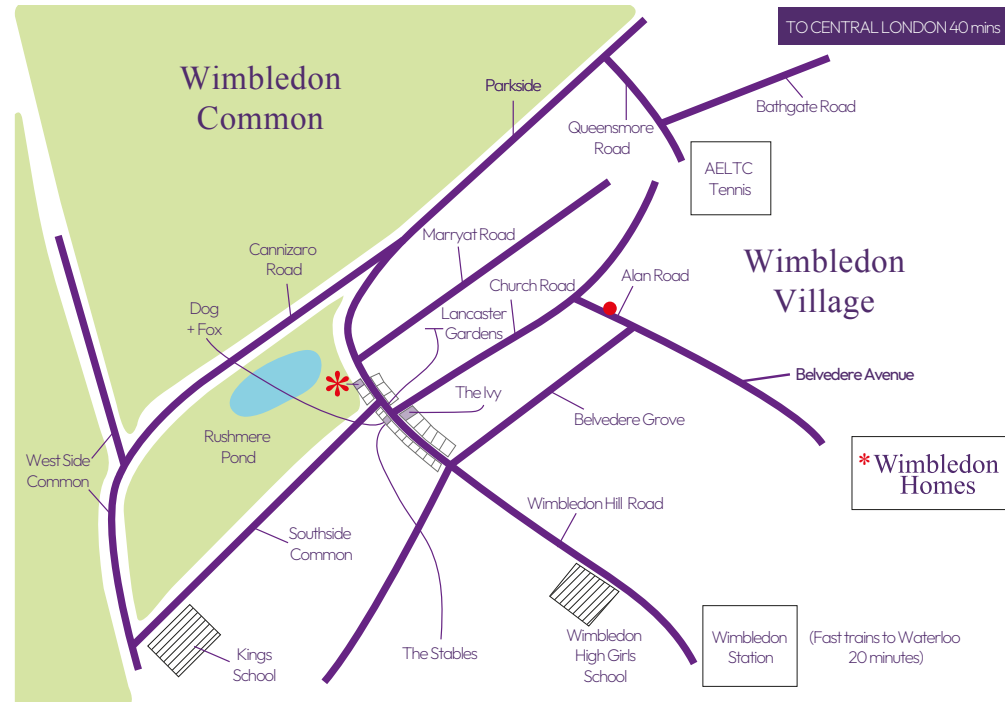 TO CENTRAL LONDON 40 mins
Wimbledon
Common
Parkside
Bathgate Road
Queensmore
Road
AELTC
Tennis
Marryat Road
Cannizaro
Road
Church Road
Alan Road
Wimbledon
Village
Dog
+ Fox
Lancaster
Gardens
Belvedere Avenue
The Ivy
*
Belvedere Grove
Rushmere
Pond
West Side
Common
* Wimbledon
Homes
Wimbledon Hill Road
Southside
Common
Kings
School
The Stables
Wimbledon
High Girls
School
Wimbledon
Station
(Fast trains to Waterloo
20 minutes)